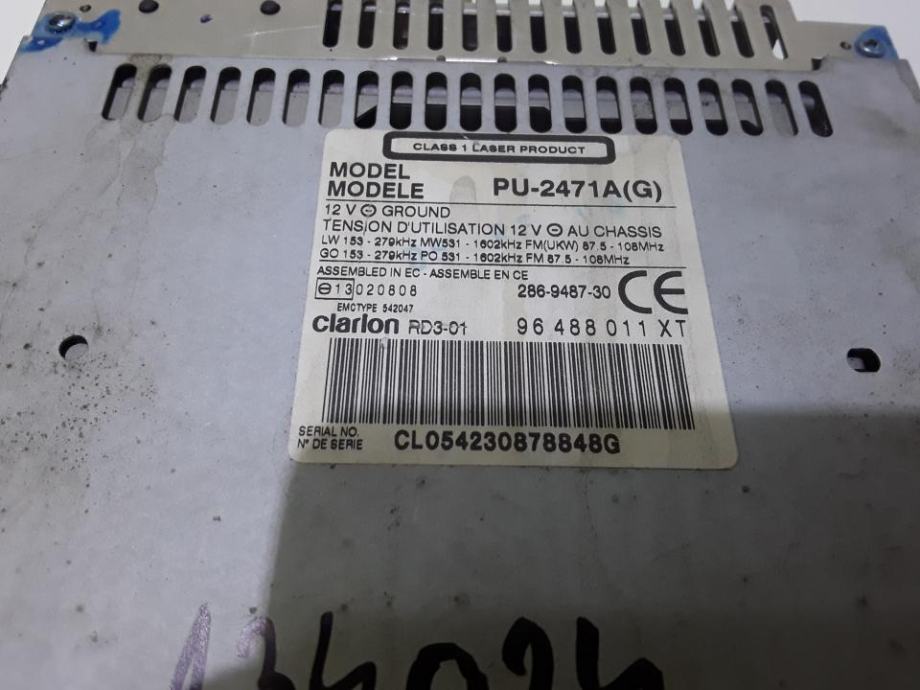 CLASS 1 LASER PRODUCT
MODEL
MODELE PU-2471A(G)
12 V ⊖ GROUND
TENSION D'UTILISATION 12 V ⊖ AU CHASSIS
LW 153 - 279kHz MW531 - 1602kHz FM(UKW) 87.5 - 108MHz
GO 153 - 279kHz PO 531 - 1602kHz FM 87.5 - 108MHz
ASSEMBLED IN EC - ASSEMBLE EN CE
⊖13 020808 286-9487-30 CE
EMCTYPE 542047
clarion RD3-01 96 488 011 XT
SERIAL NO.
N° DE SERIE CL054230878848G